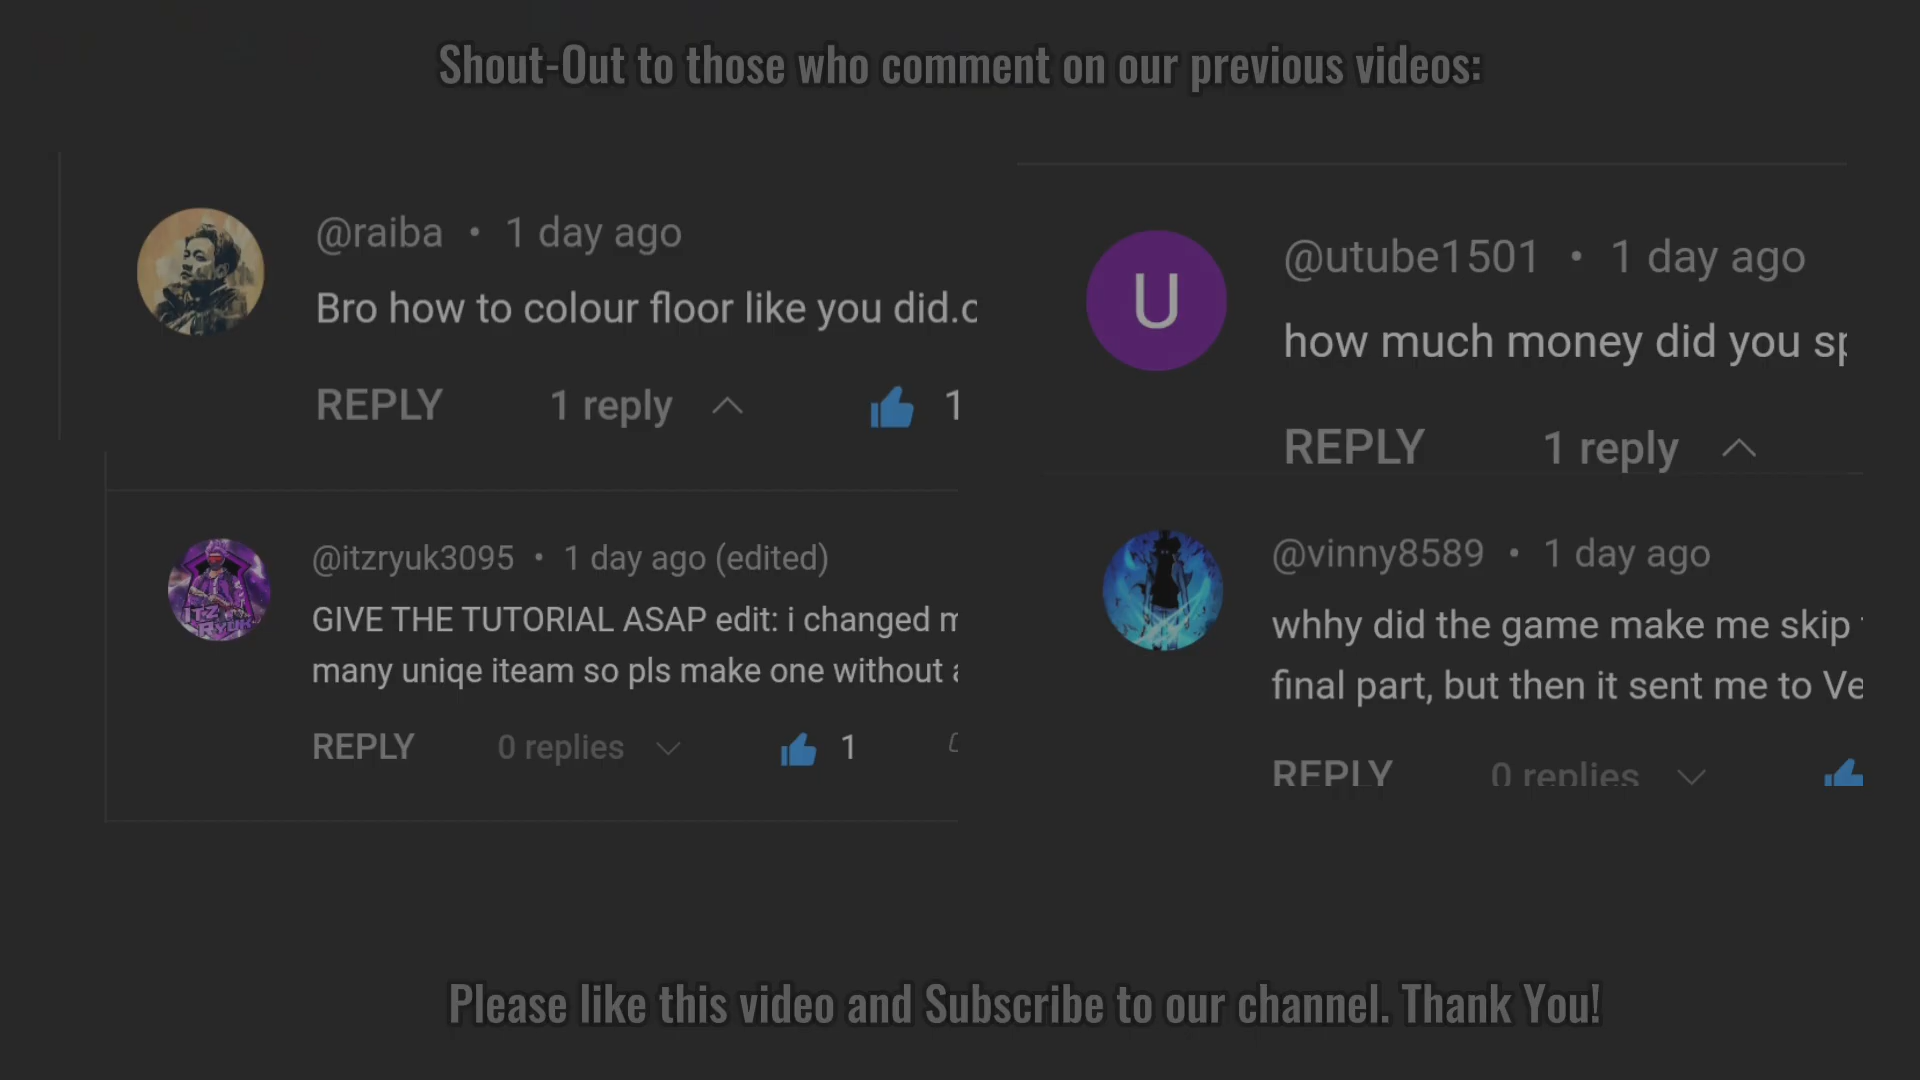 Shout-Out to those who comment on our previous videos:
@raiba • 1 day ago
Bro how to colour floor like you did.
REPLY 1 reply 1
@utube1501 • 1 day ago
U
how much money did you
REPLY 1 reply
@itzryuk3095 • 1 day ago (edited)
GIVE THE TUTORIAL ASAP edit: i changed
many uniqe iteam so pls make one without
ITZ
RYUK
REPLY 0 replies 1
@vinny8589 • 1 day ago
whhy did the game make me skip
final part, but then it sent me to
REPLY 0 replies
Please like this video and Subscribe to our channel. Thank You!